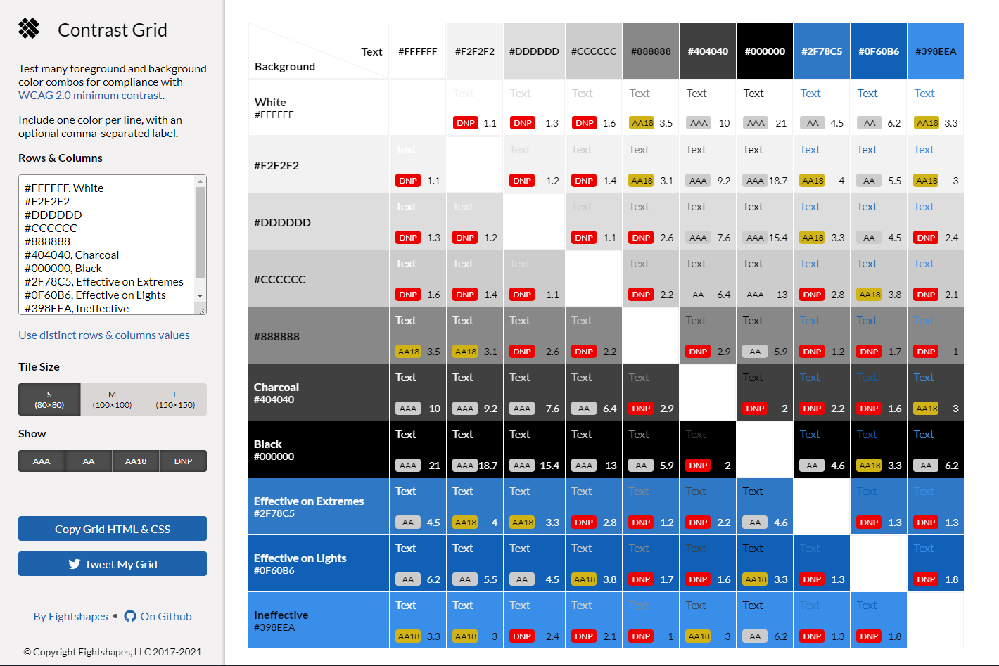 Contrast Grid
Test many foreground and background
color combos for compliance with
WCAG 2.0 minimum contrast.
Include one color per line, with an
optional comma-separated label.
Rows & Columns
#FFFFFF, White
#F2F2F2
#DDDDDD
#CCCCCC
#888888
#404040, Charcoal
#000000, Black
#2F78C5, Effective on Extremes
#0F60B6, Effective on Lights
#398EEA, Ineffective
Use distinct rows & columns values
Tile Size
S (80×80) M (100×100) L (150×150)
Show
AAA AA AA18 DNP
Copy Grid HTML & CSS
Tweet My Grid
By Eightshapes • On Github
© Copyright Eightshapes, LLC 2017-2021
Text
Background
#FFFFFF #F2F2F2 #DDDDDD #CCCCCC #888888 #404040 #000000 #2F78C5 #0F60B6 #398EEA
White
#FFFFFF
Text Text Text Text Text Text Text Text Text
DNP 1.1 DNP 1.3 DNP 1.6 AA18 3.5 AAA 10 AAA 21 AA 4.5 AA 6.2 AA18 3.3
#F2F2F2
Text Text Text Text Text Text Text Text Text
DNP 1.1 DNP 1.2 DNP 1.4 AA18 3.1 AAA 9.2 AAA 18.7 AA18 4 AA 5.5 AA18 3
#DDDDDD
Text Text Text Text Text Text Text Text Text
DNP 1.3 DNP 1.2 DNP 1.1 DNP 2.6 AAA 7.6 AAA 15.4 AA18 3.3 AA 4.5 DNP 2.4
#CCCCCC
Text Text Text Text Text Text Text Text Text
DNP 1.6 DNP 1.4 DNP 1.1 DNP 2.2 AA 6.4 AAA 13 DNP 2.8 AA18 3.8 DNP 2.1
#888888
Text Text Text Text Text Text Text Text Text
AA18 3.5 AA18 3.1 DNP 2.6 DNP 2.2 DNP 2.9 AA 5.9 DNP 1.2 DNP 1.7 DNP 1
Charcoal
#404040
Text Text Text Text Text Text Text Text Text
AAA 10 AAA 9.2 AAA 7.6 AA 6.4 DNP 2.9 DNP 2 DNP 2.2 DNP 1.6 AA18 3
Black
#000000
Text Text Text Text Text Text Text Text Text
AAA 21 AAA 18.7 AAA 15.4 AAA 13 AA 5.9 DNP 2 AA 4.6 AA18 3.3 AA 6.2
Effective on Extremes
#2F78C5
Text Text Text Text Text Text Text Text Text
AA 4.5 AA18 4 AA18 3.3 DNP 2.8 DNP 1.2 DNP 2.2 AA 4.6 DNP 1.3 DNP 1.3
Effective on Lights
#0F60B6
Text Text Text Text Text Text Text Text Text
AA 6.2 AA 5.5 AA 4.5 AA18 3.8 DNP 1.7 DNP 1.6 AA18 3.3 DNP 1.3 DNP 1.8
Ineffective
#398EEA
Text Text Text Text Text Text Text Text Text
AA18 3.3 AA18 3 DNP 2.4 DNP 2.1 DNP 1 AA18 3 AA 6.2 DNP 1.3 DNP 1.8